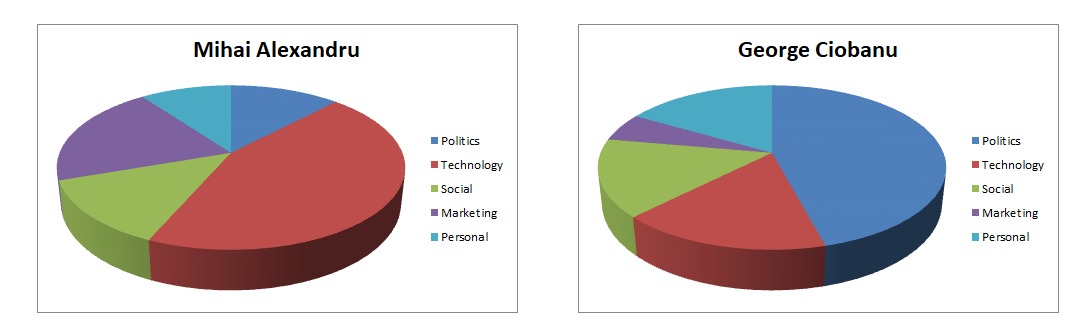 Mihai Alexandru
Politics
Technology
Social
Marketing
Personal
George Ciobanu
Politics
Technology
Social
Marketing
Personal